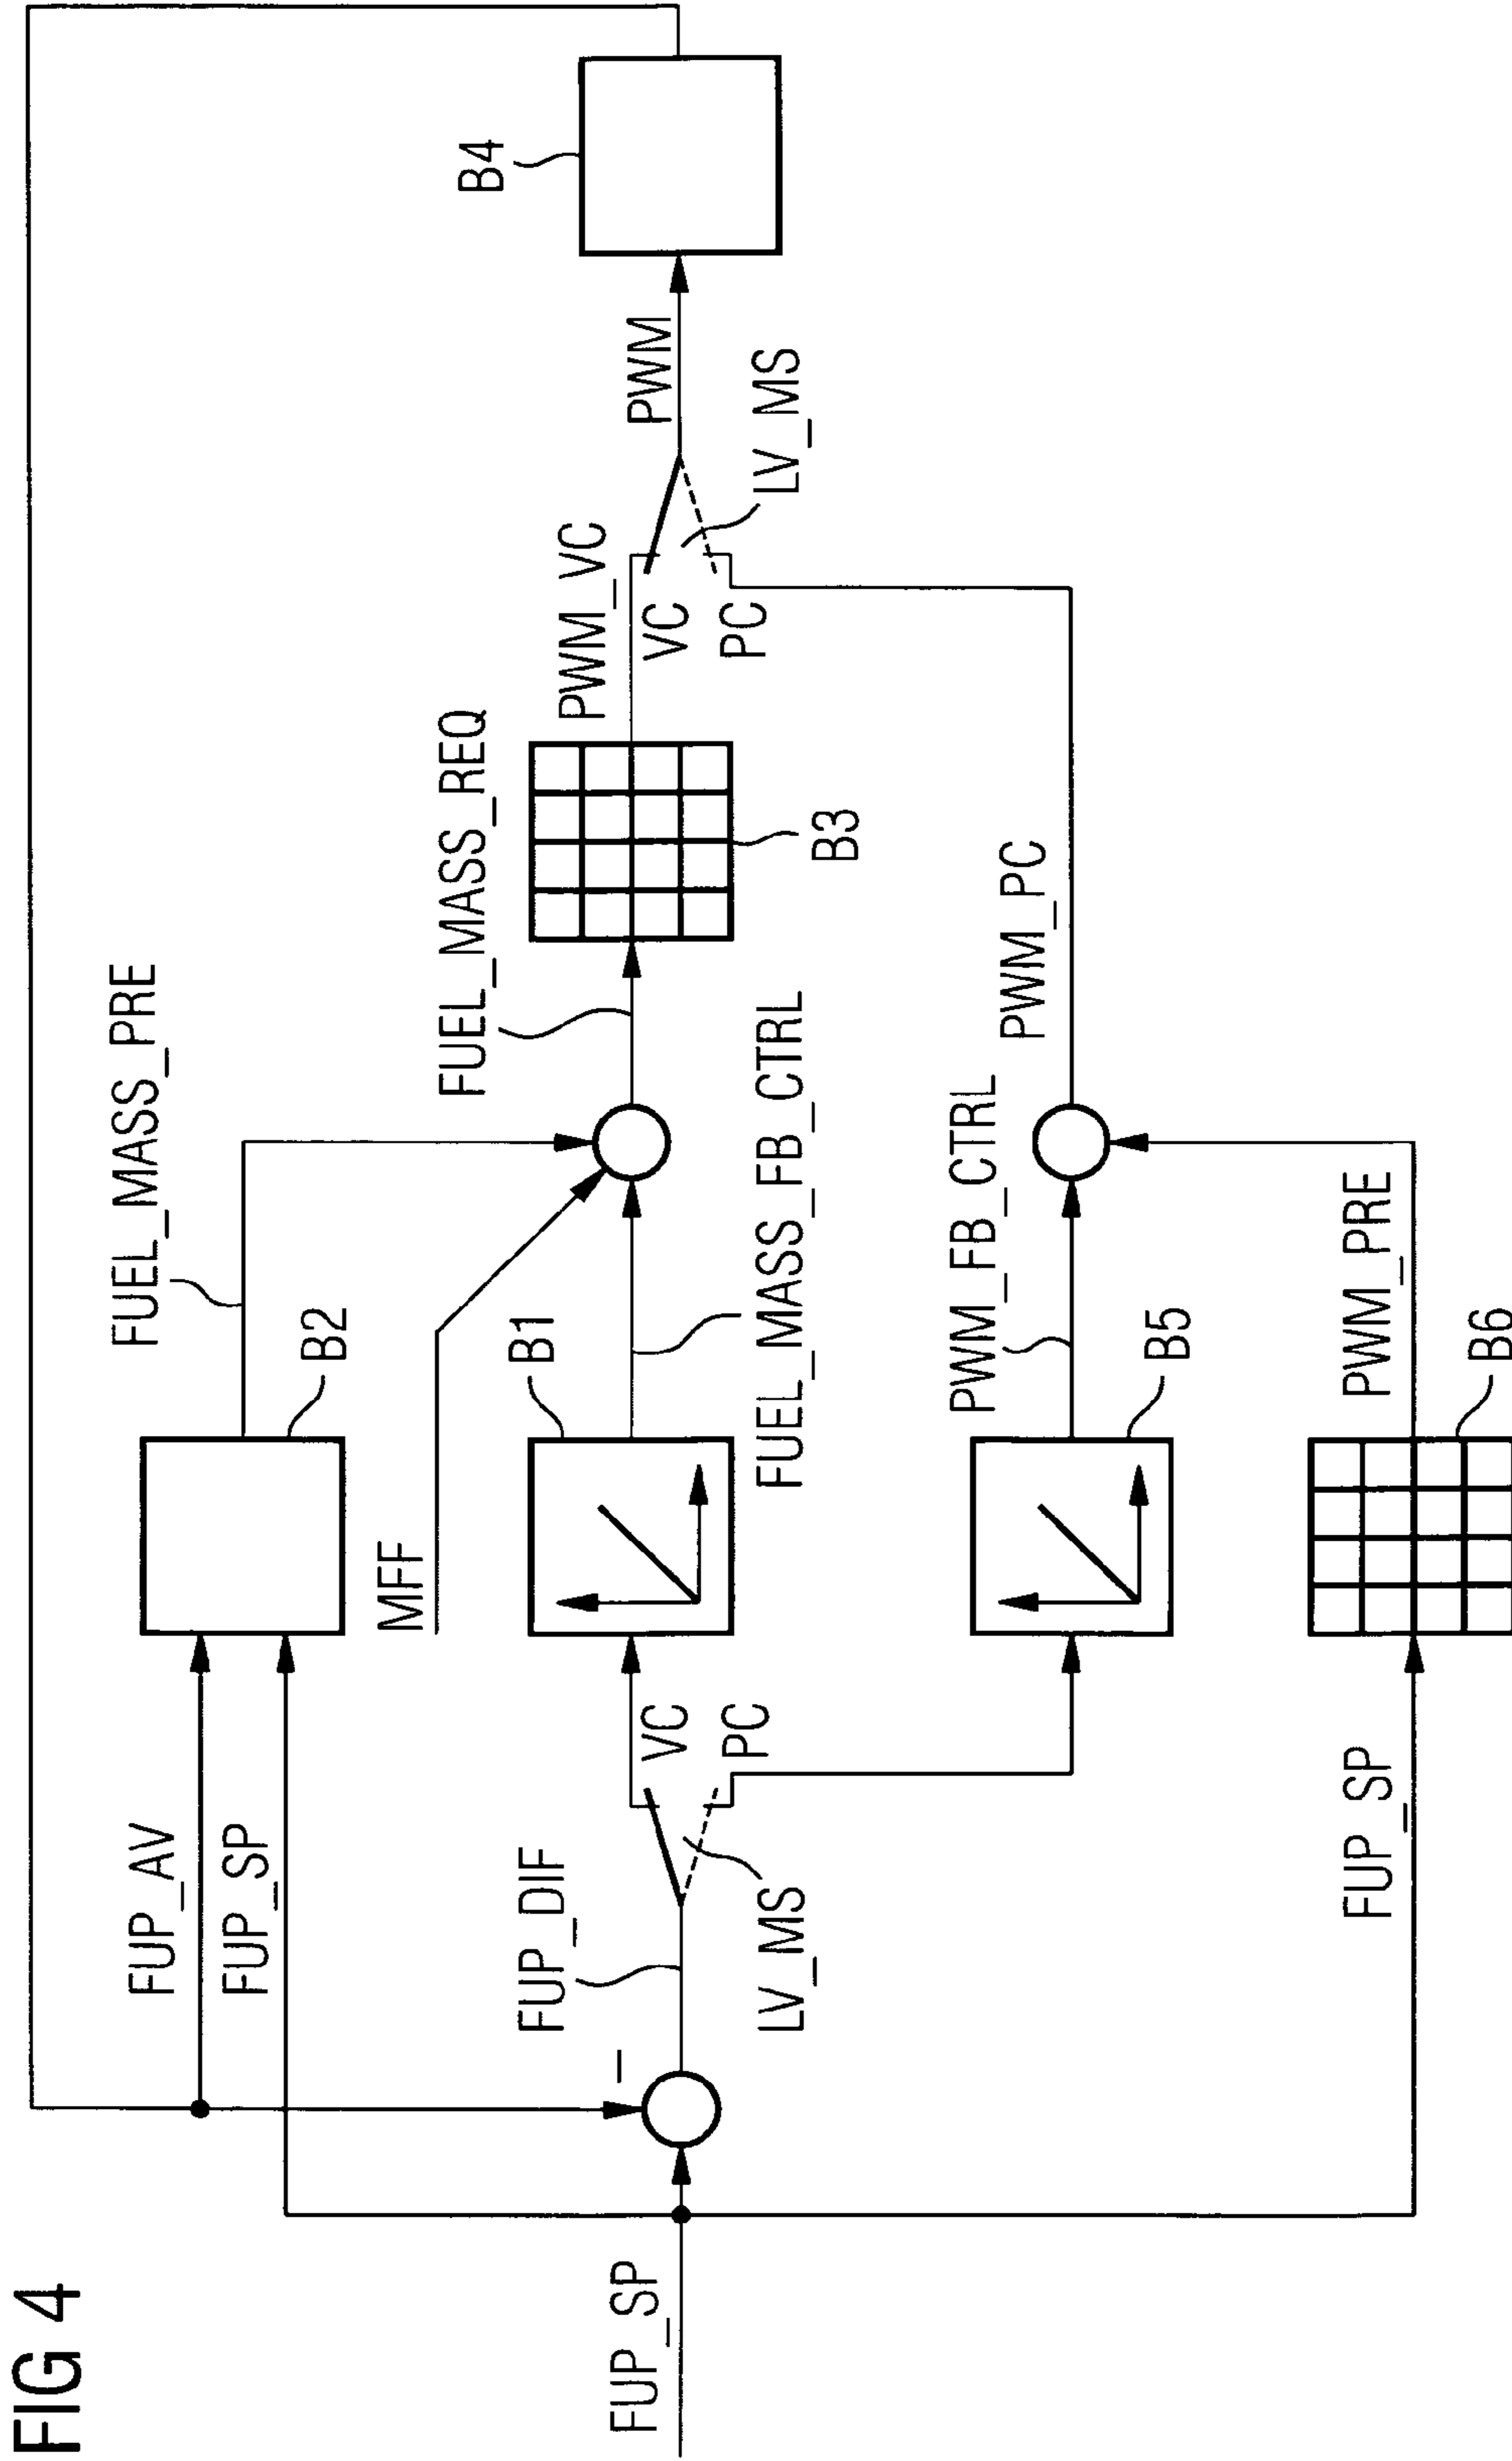 FIG 4
FUP_SP
FUP_AV
FUP_SP
FUP_DIF
LV_MS
VC
PC
FUP_SP
MFF
B2
B1
B5
B6
FUEL_MASS_PRE
FUEL_MASS_FB_CTRL
PWM_FB_CTRL
PWM_PRE
FUEL_MASS_REQ
B3
PWM_PC
PWM_VC
VC
PC
LV_MS
PWM
B4
–